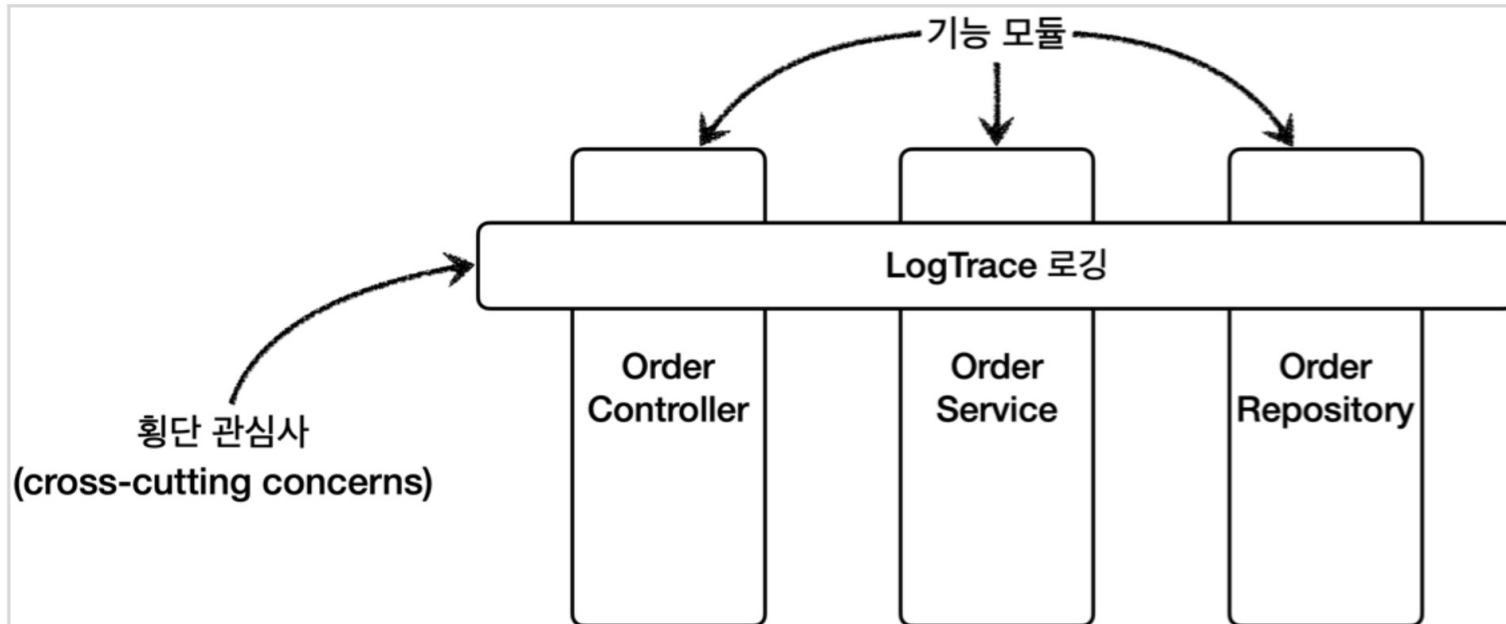 기능 모듈
LogTrace 로깅
Order
Controller
Order
Service
Order
Repository
횡단 관심사
(cross-cutting concerns)